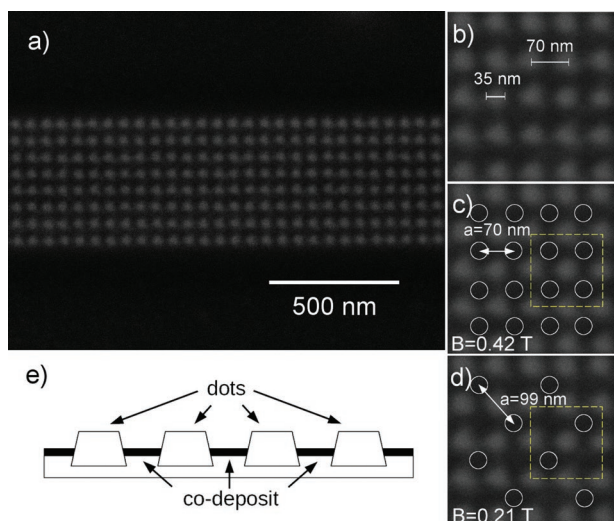 a)
500 nm
b)
70 nm
35 nm
c)
a=70 nm
B=0.42 T
d)
a=99 nm
B=0.21 T
e)
dots
co-deposit